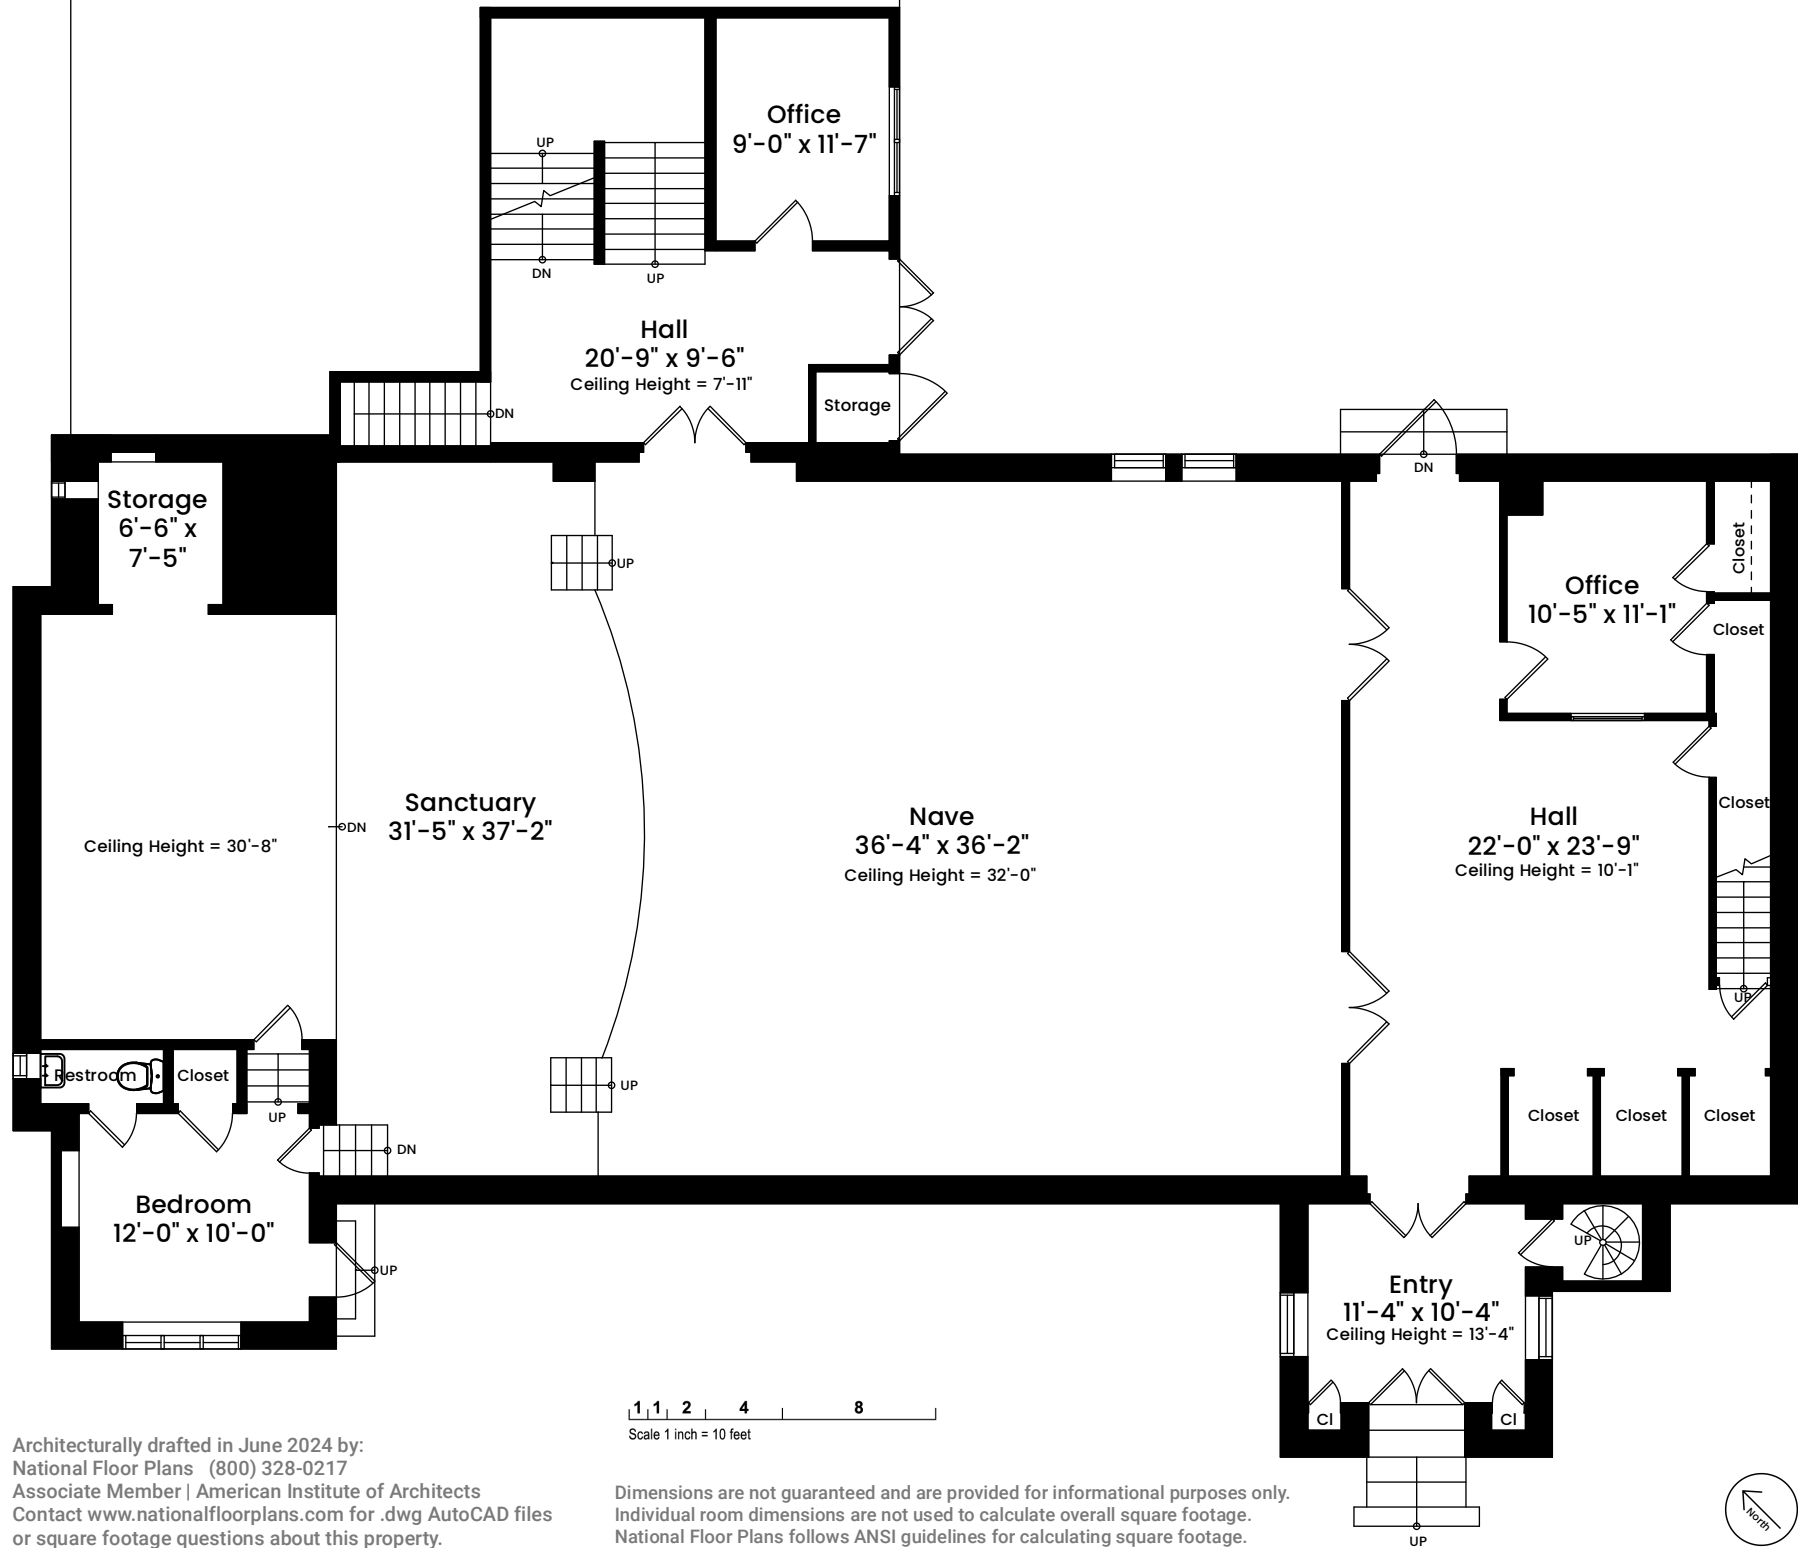 Office
9'-0" x 11'-7"
UP
DN
UP
Hall
20'-9" x 9'-6"
Ceiling Height = 7'-11"
DN
Storage
DN
Storage
6'-6" x
7'-5"
UP
Closet
Office
10'-5" x 11'-1"
Closet
Sanctuary
31'-5" x 37'-2"
DN
Ceiling Height = 30'-8"
Nave
36'-4" x 36'-2"
Ceiling Height = 32'-0"
Hall
22'-0" x 23'-9"
Ceiling Height = 10'-1"
Closet
UP
Restroom
Closet
UP
UP
DN
Closet
Closet
Closet
Bedroom
12'-0" x 10'-0"
UP
UP
Entry
11'-4" x 10'-4"
Ceiling Height = 13'-4"
Cl
Cl
UP
1 1 2 4 8
Scale 1 inch = 10 feet
Architecturally drafted in June 2024 by:
National Floor Plans (800) 328-0217
Associate Member | American Institute of Architects
Contact www.nationalfloorplans.com for .dwg AutoCAD files
or square footage questions about this property.
Dimensions are not guaranteed and are provided for informational purposes only.
Individual room dimensions are not used to calculate overall square footage.
National Floor Plans follows ANSI guidelines for calculating square footage.
North